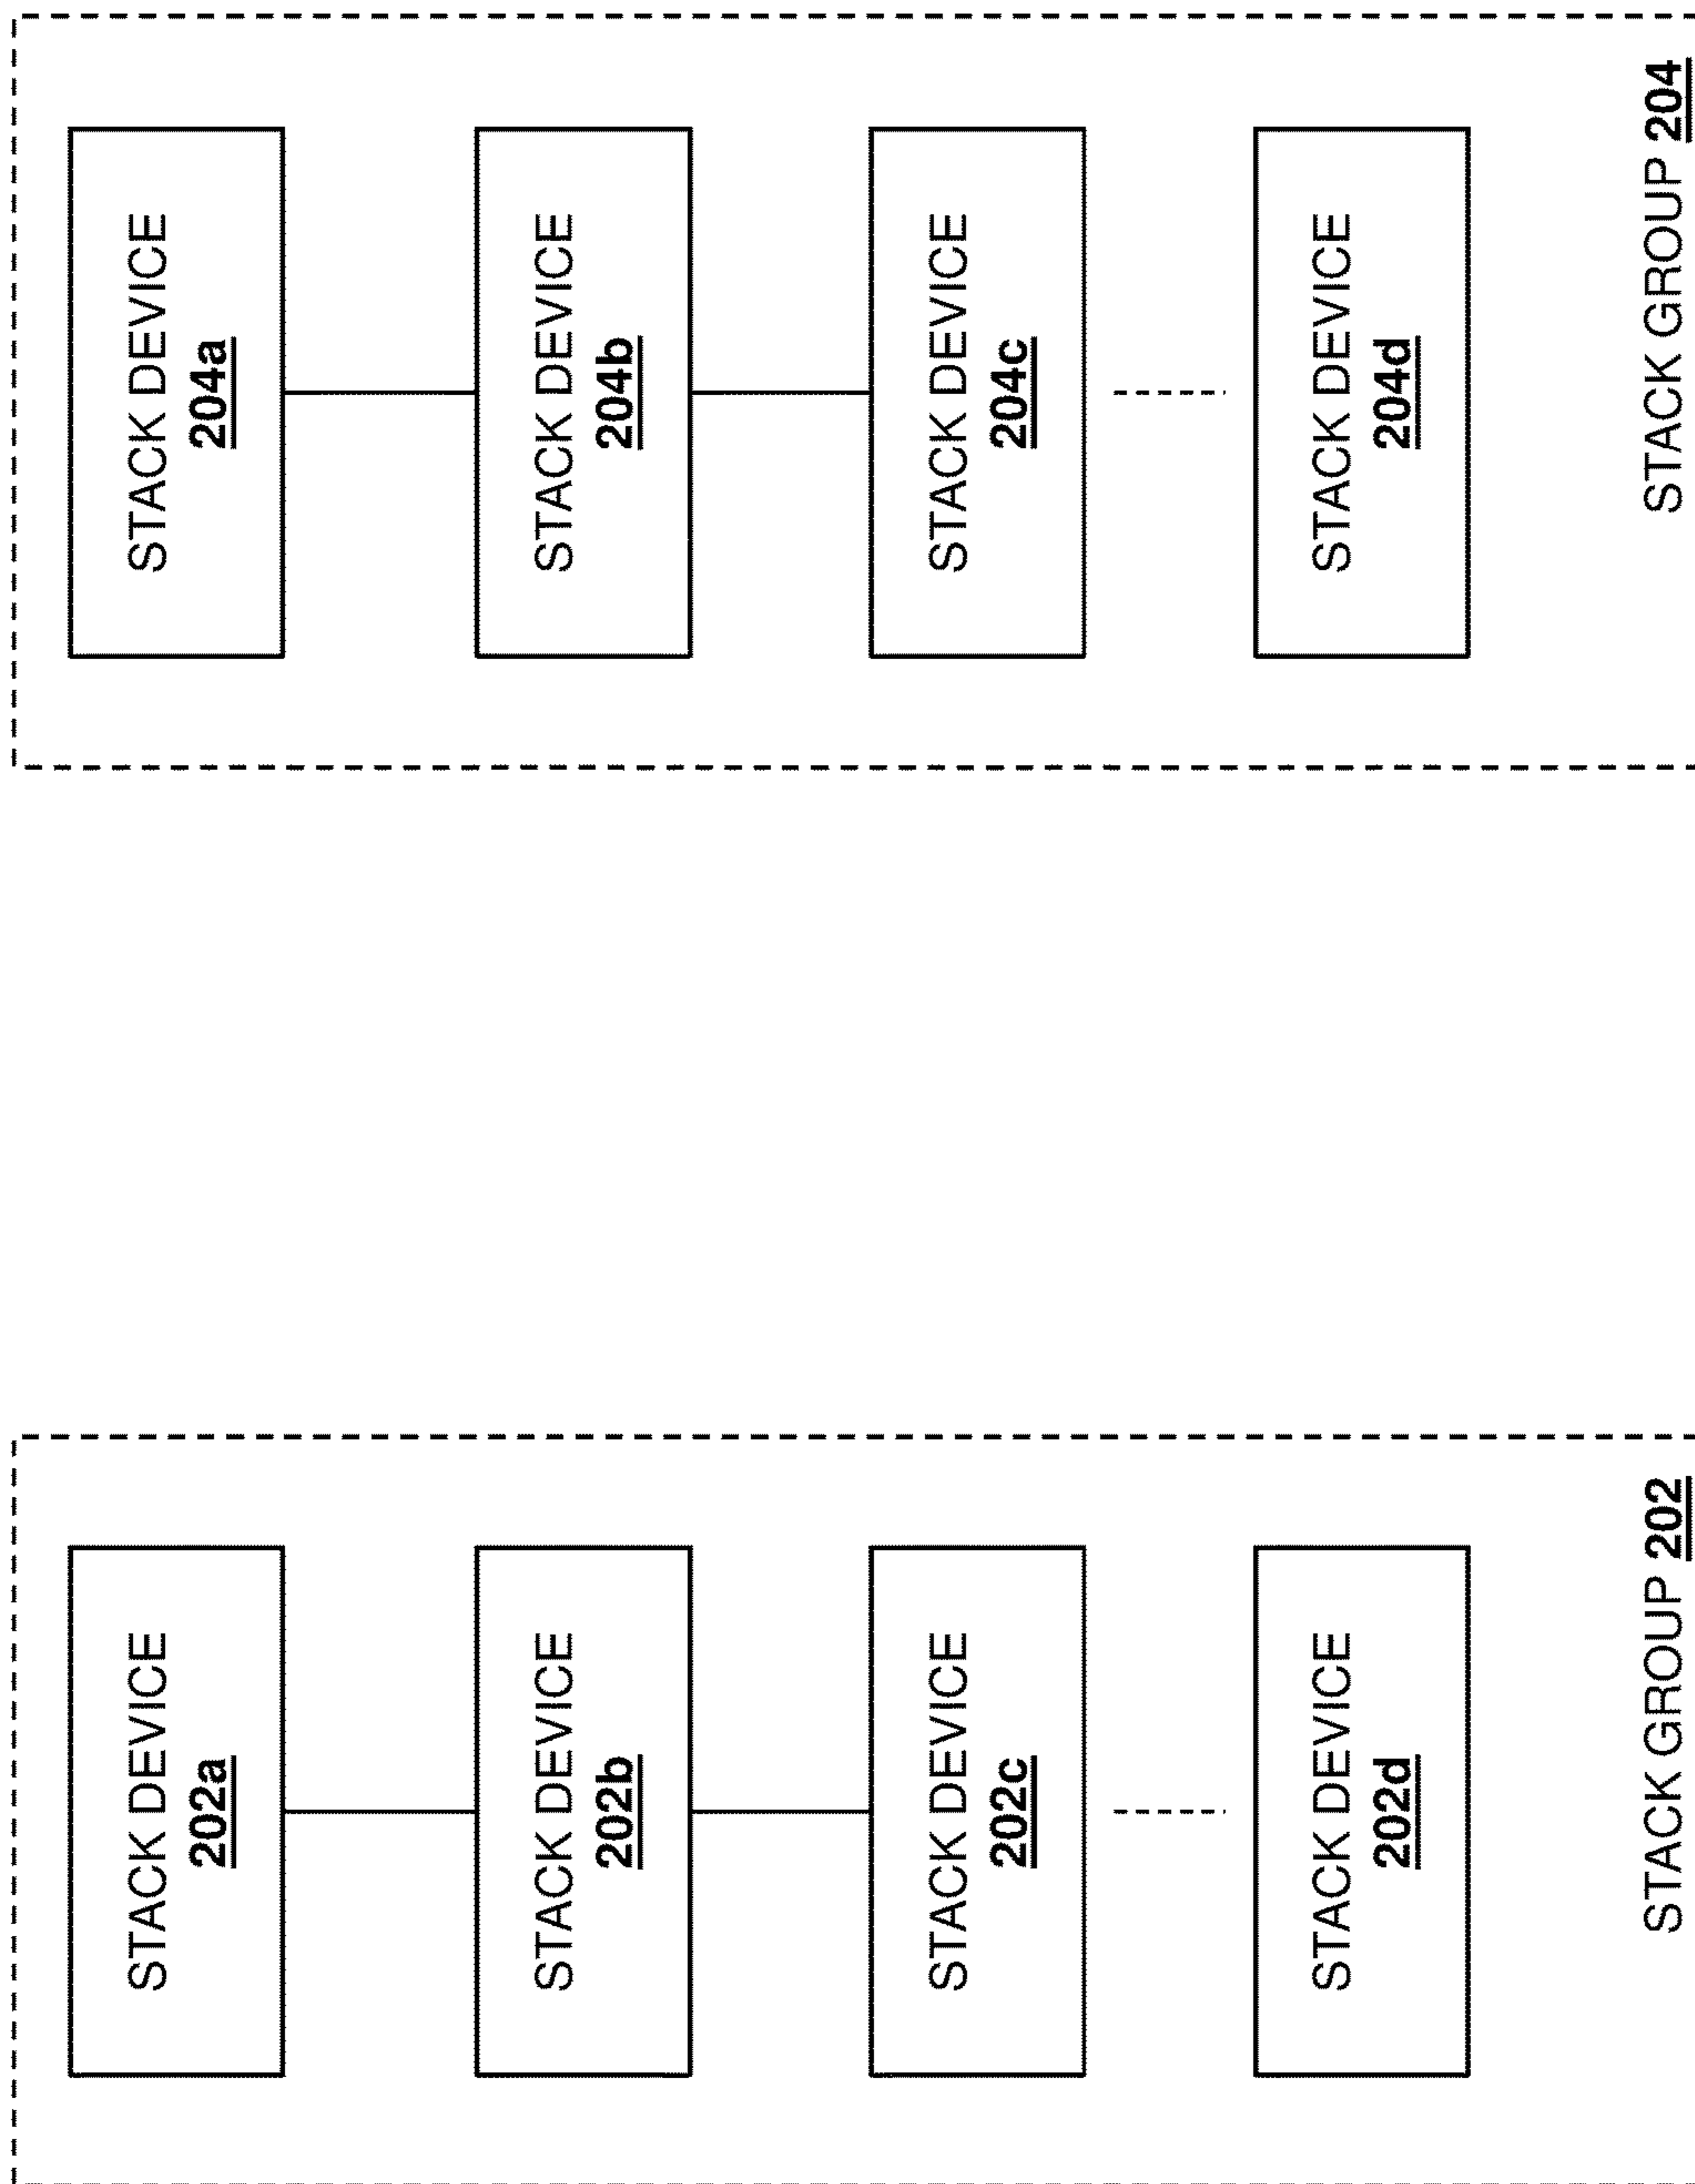 STACK DEVICE
202a
STACK DEVICE
202b
STACK DEVICE
202c
STACK DEVICE
202d
STACK GROUP 202
STACK DEVICE
204a
STACK DEVICE
204b
STACK DEVICE
204c
STACK DEVICE
204d
STACK GROUP 204